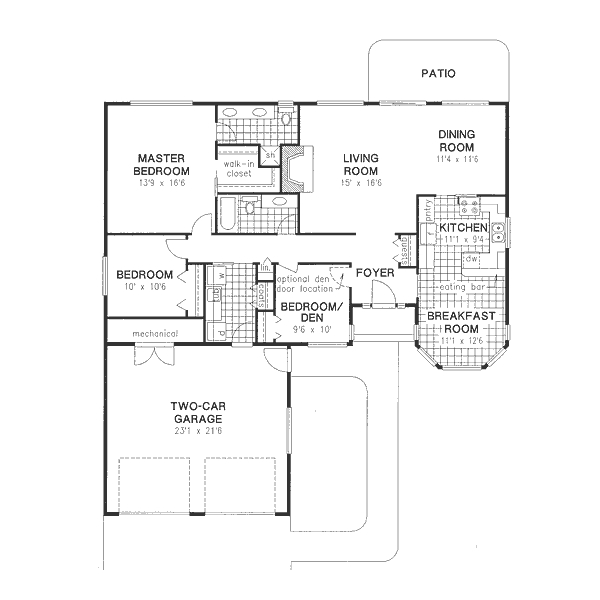 PATIO
DINING
ROOM
11'4 x 11'6
MASTER
BEDROOM
13'9 x 16'6
walk-in
closet
sh
LIVING
ROOM
15' x 16'6
pantry
KITCHEN
11'1 x 9'4
f
dw
BEDROOM
10' x 10'6
w
tub
d
lin.
coats
optional den
door location
FOYER
guests
eating bar
BEDROOM/
DEN
9'6 x 10'
BREAKFAST
ROOM
11'1 x 12'6
mechanical
TWO-CAR
GARAGE
23'1 x 21'6